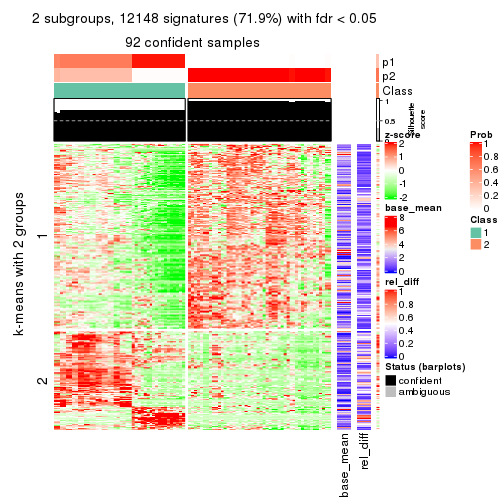 2 subgroups, 12148 signatures (71.9%) with fdr < 0.05
92 confident samples
p1
p2
Class
1
0.5
0
Silhouette
score
k-means with 2 groups
1
2
base_mean
rel_diff
z-score
2
1
0
-1
-2
base_mean
8
6
4
2
0
rel_diff
1
0.8
0.6
0.4
0.2
0
Status (barplots)
confident
ambiguous
Prob
1
0.8
0.6
0.4
0.2
0
Class
1
2